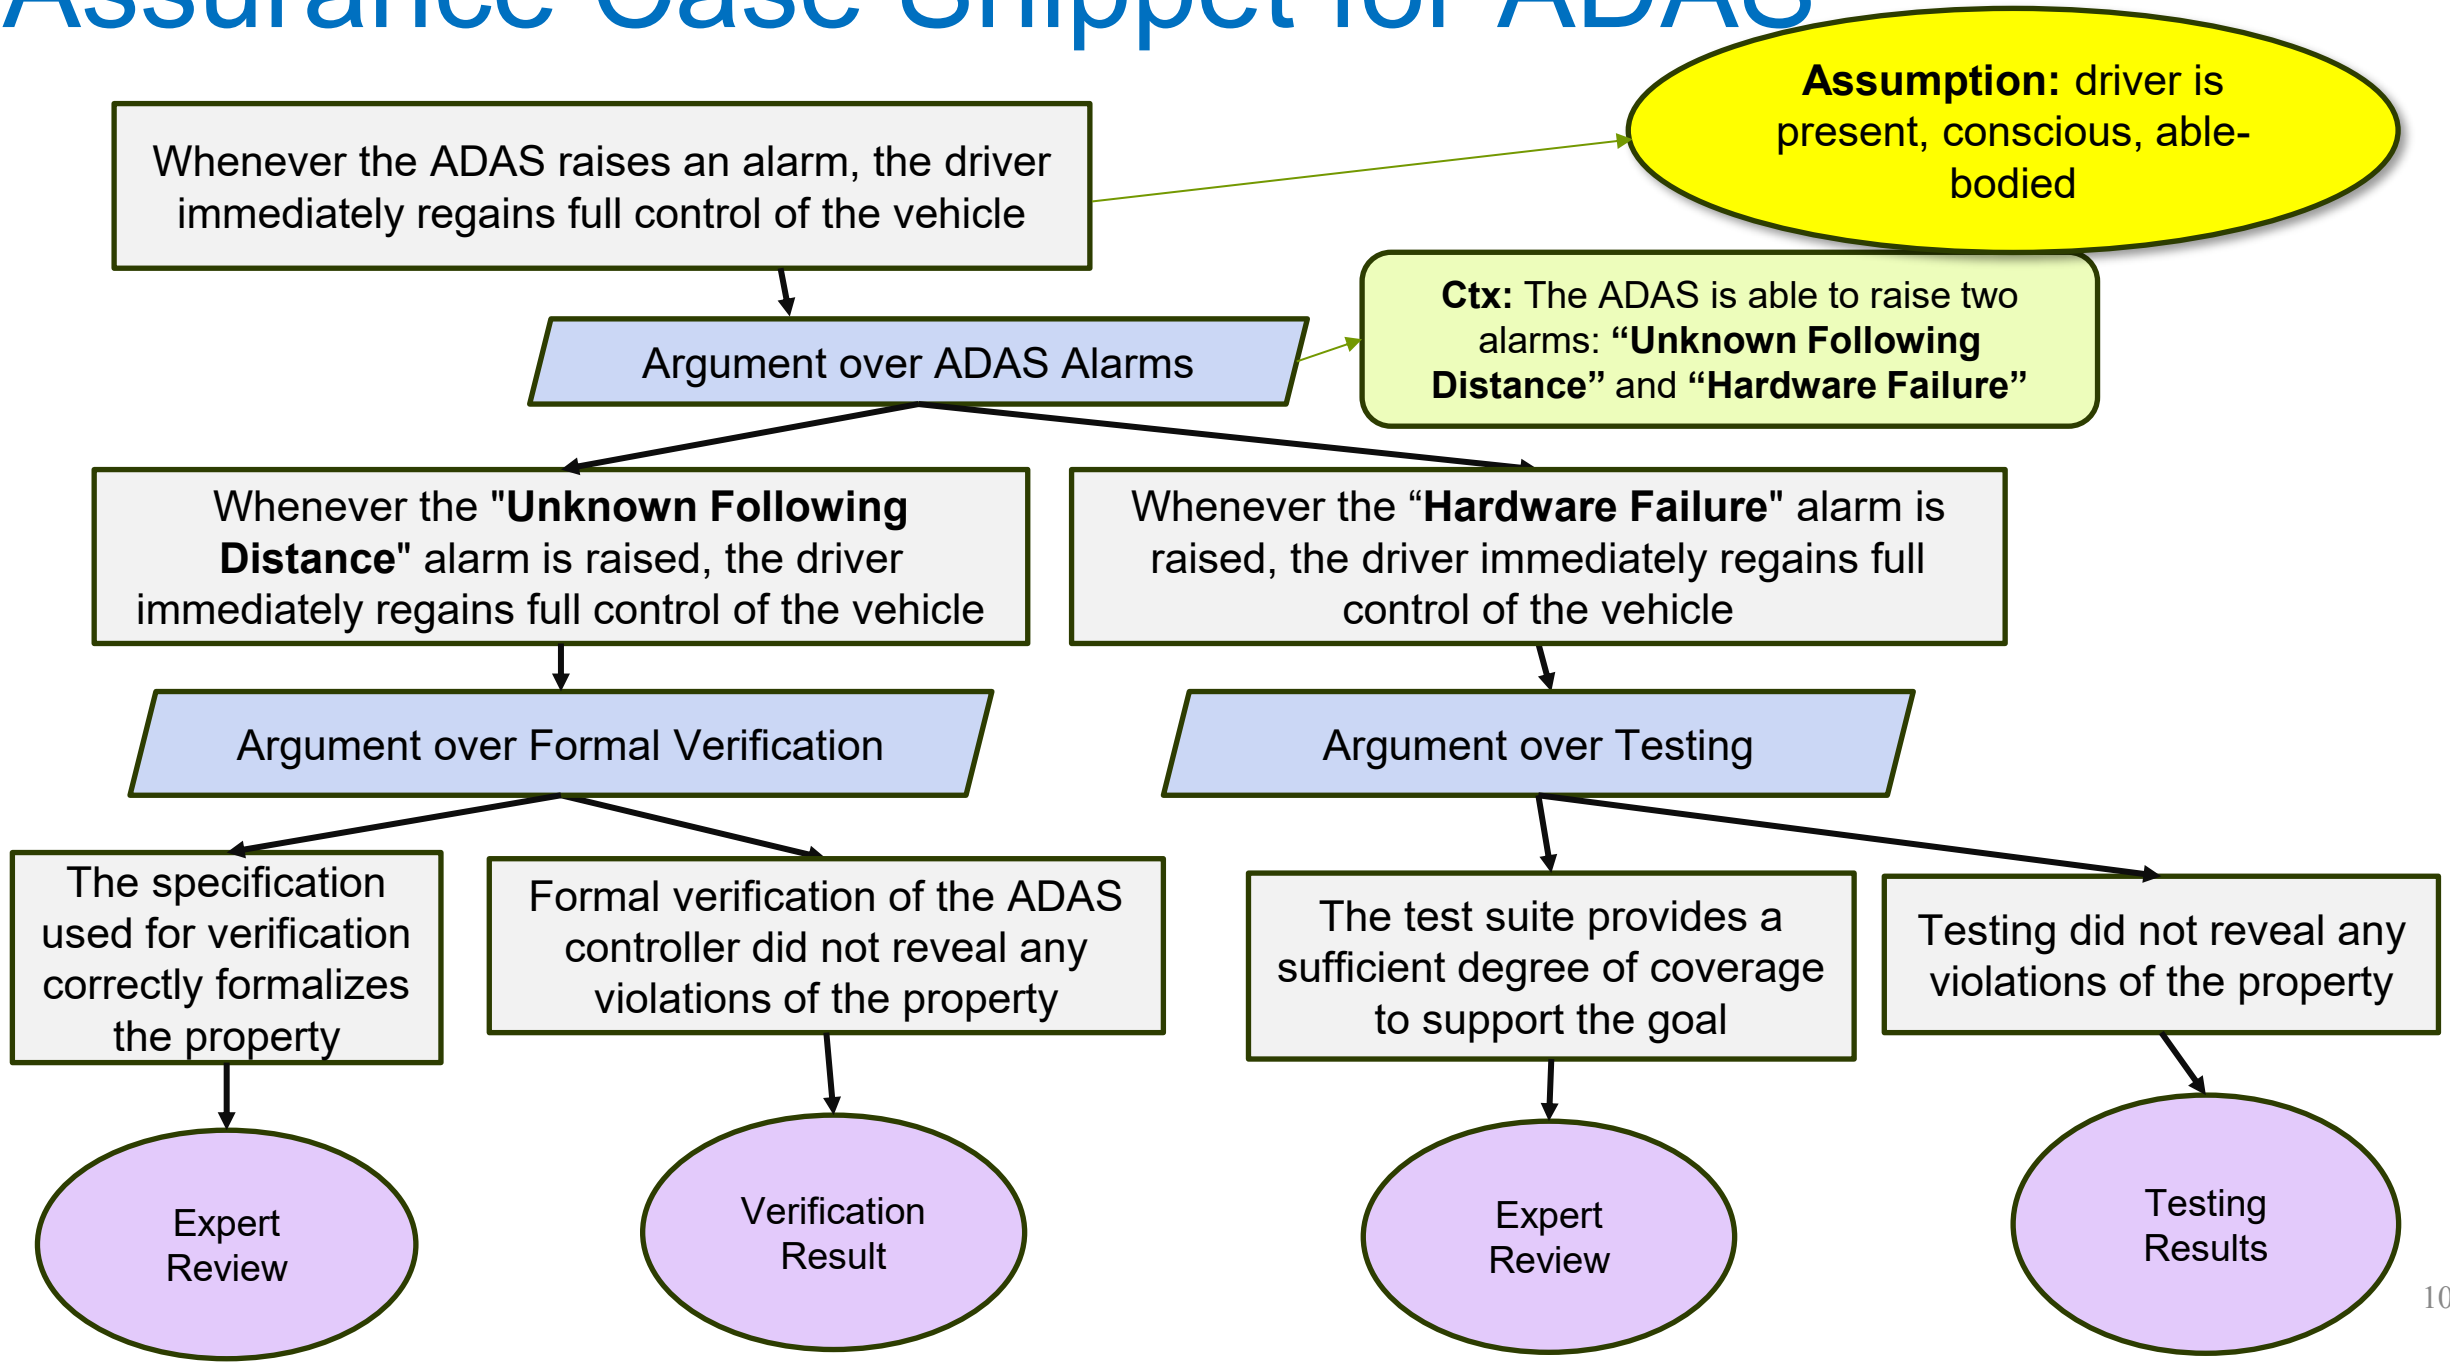 Assurance Case Snippet for ADAS
Assumption: driver is
present, conscious, able-
bodied
Whenever the ADAS raises an alarm, the driver
immediately regains full control of the vehicle
Ctx: The ADAS is able to raise two
alarms: “Unknown Following
Distance” and “Hardware Failure”
Argument over ADAS Alarms
Whenever the "Unknown Following
Distance" alarm is raised, the driver
immediately regains full control of the vehicle
Whenever the “Hardware Failure" alarm is
raised, the driver immediately regains full
control of the vehicle
Argument over Formal Verification
Argument over Testing
The specification
used for verification
correctly formalizes
the property
Formal verification of the ADAS
controller did not reveal any
violations of the property
The test suite provides a
sufficient degree of coverage
to support the goal
Testing did not reveal any
violations of the property
Expert
Review
Verification
Result
Expert
Review
Testing
Results
10